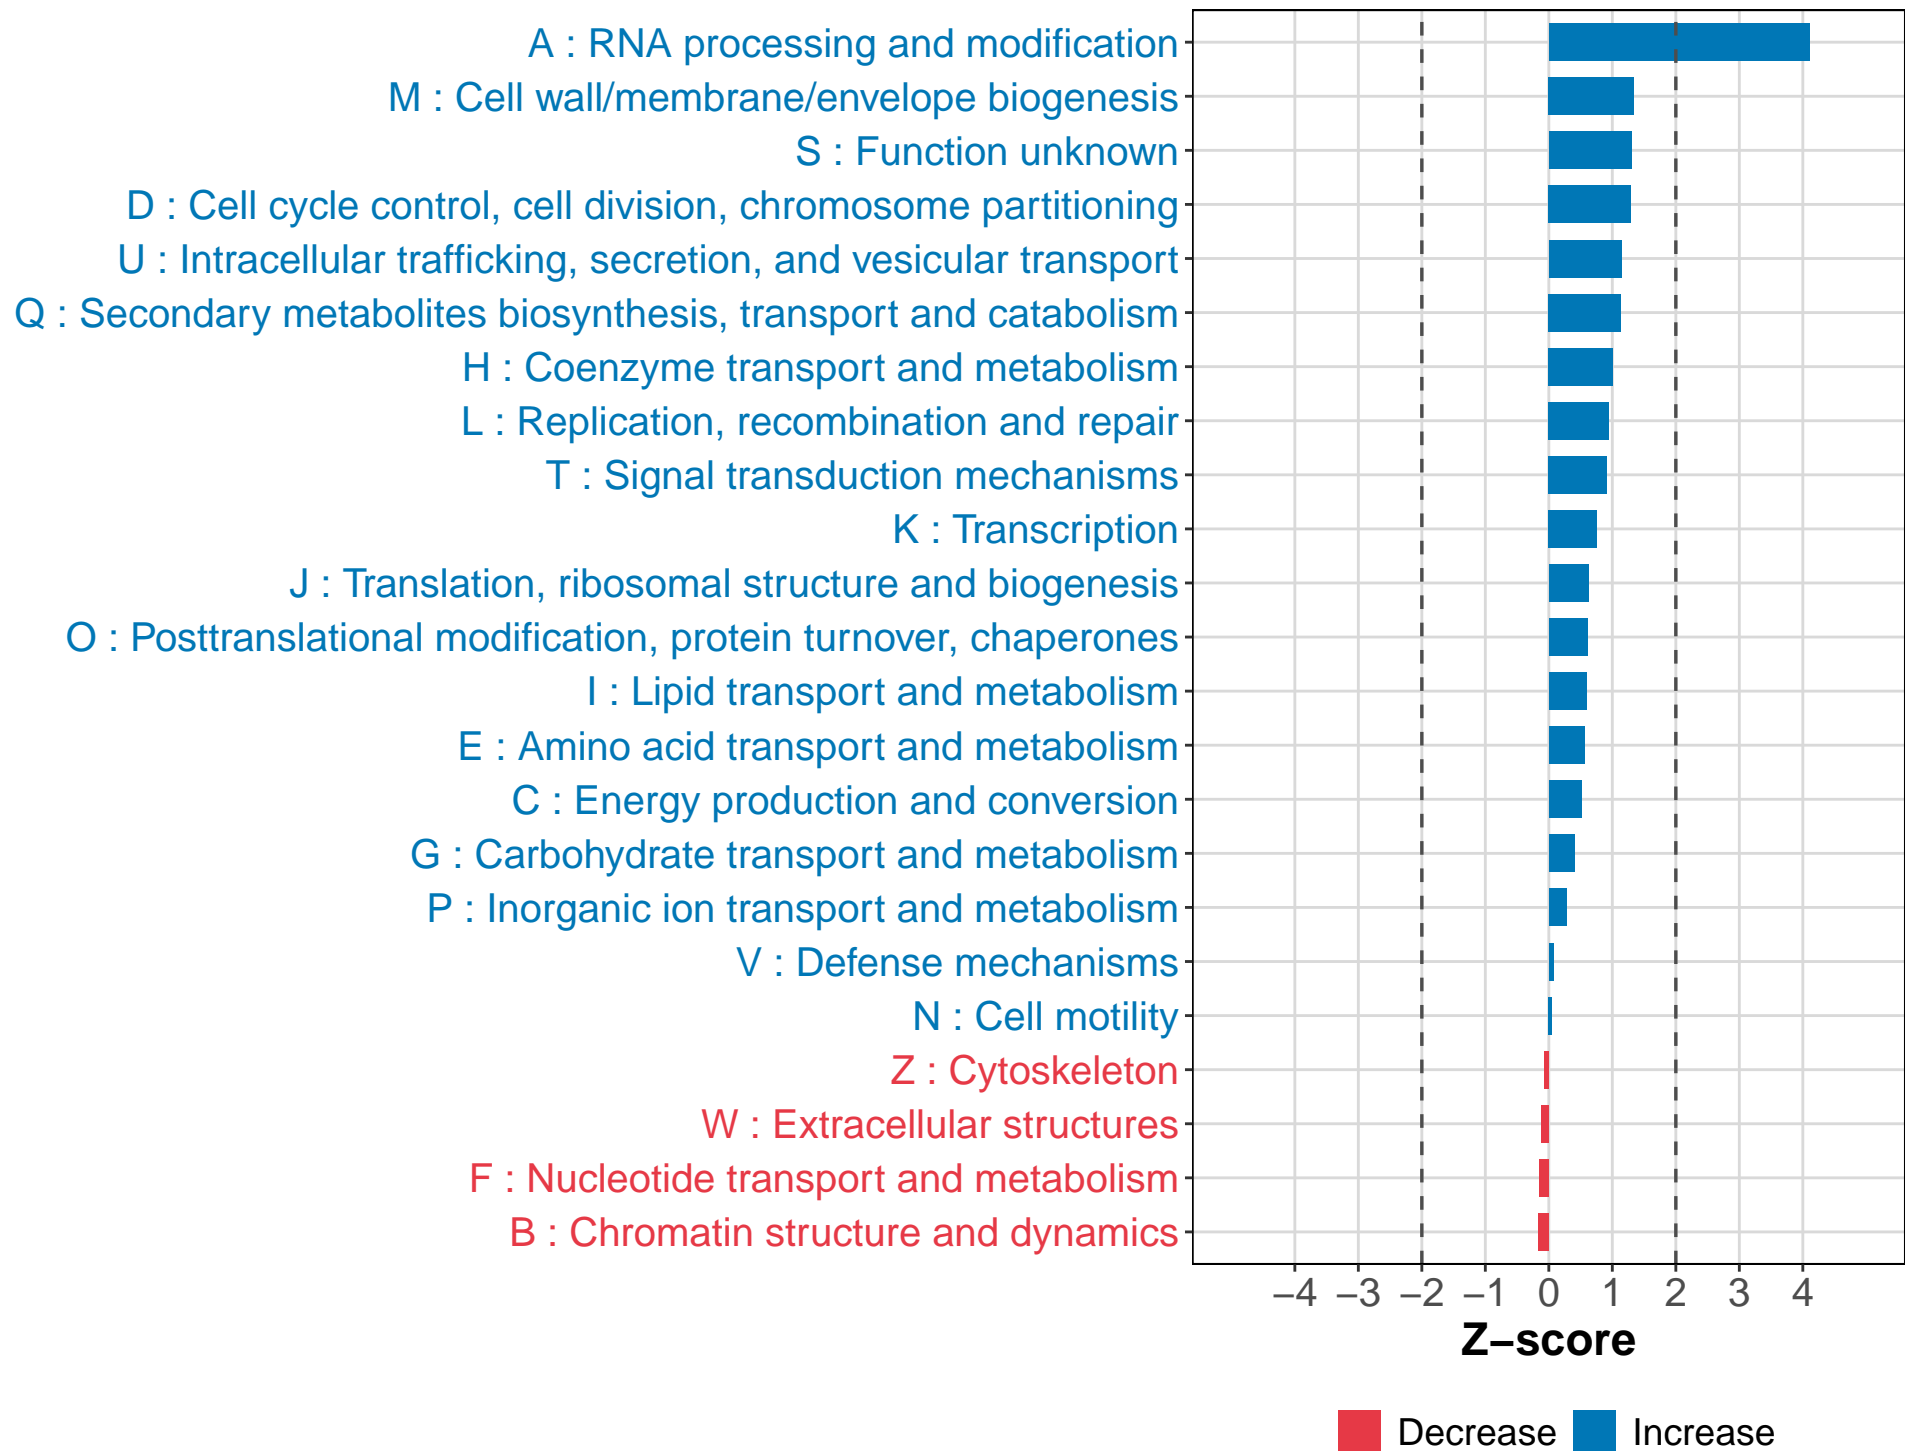 A : RNA processing and modification
M : Cell wall/membrane/envelope biogenesis
S : Function unknown
D : Cell cycle control, cell division, chromosome partitioning
U : Intracellular trafficking, secretion, and vesicular transport
Q : Secondary metabolites biosynthesis, transport and catabolism
H : Coenzyme transport and metabolism
L : Replication, recombination and repair
T : Signal transduction mechanisms
K : Transcription
J : Translation, ribosomal structure and biogenesis
O : Posttranslational modification, protein turnover, chaperones
I : Lipid transport and metabolism
E : Amino acid transport and metabolism
C : Energy production and conversion
G : Carbohydrate transport and metabolism
P : Inorganic ion transport and metabolism
V : Defense mechanisms
N : Cell motility
Z : Cytoskeleton
W : Extracellular structures
F : Nucleotide transport and metabolism
B : Chromatin structure and dynamics
−4 −3 −2 −1 0 1 2 3 4
Z−score
Decrease Increase